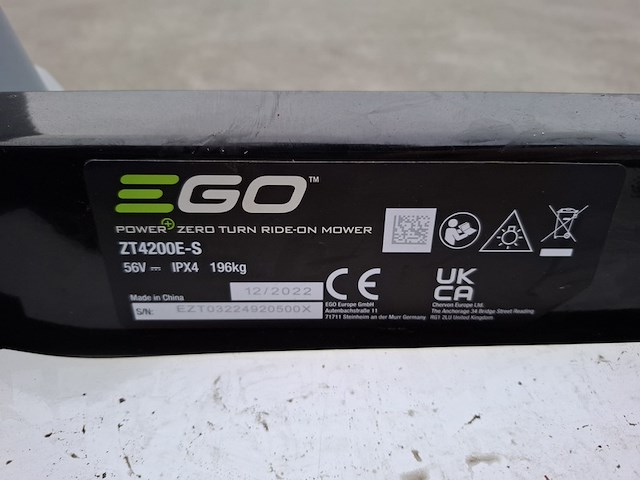 EGO™
POWER+ ZERO TURN RIDE-ON MOWER
ZT4200E-S
56V ⎓ IPX4 196kg
12/2022
Made in China
S/N: EZT03224920500X
CE
EGO Europe GmbH
Autenbachstraße 11
71711 Steinheim an der Murr Germany
UK
CA
Chervon Europe Ltd.
The Anchorage 34 Bridge Street Reading
RG1 2LU United Kingdom